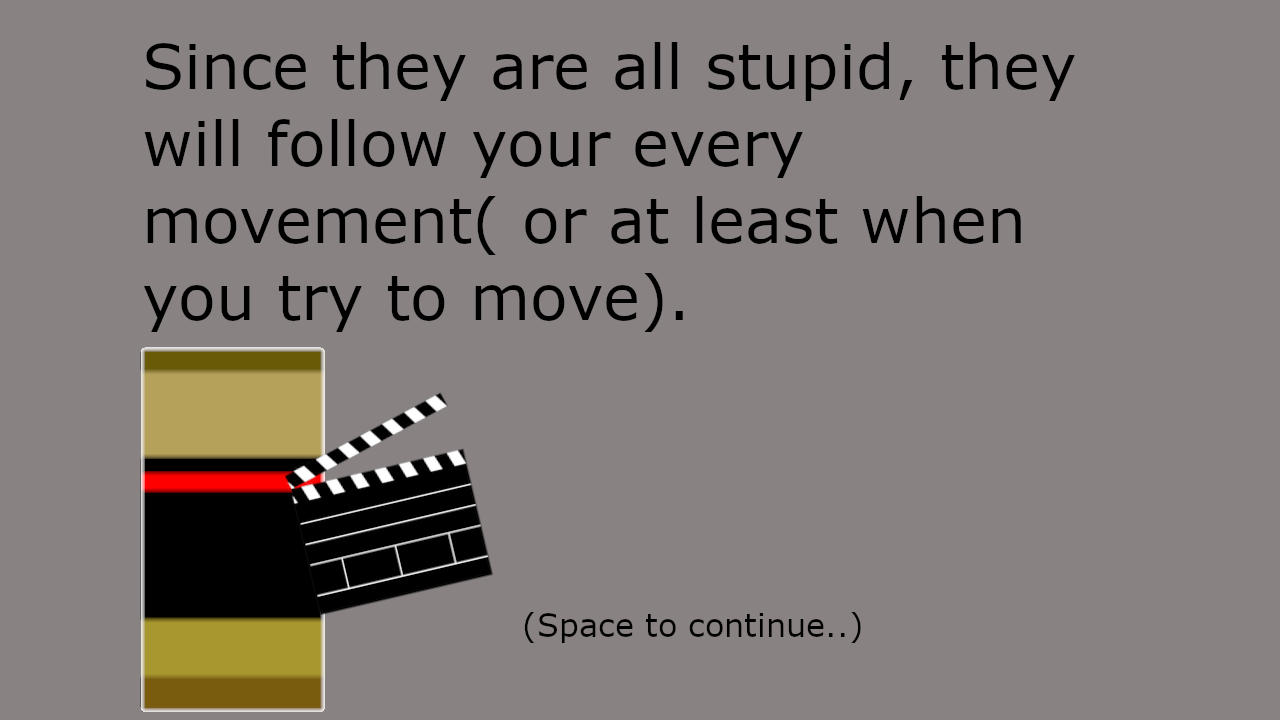 Since they are all stupid, they
will follow your every
movement( or at least when
you try to move).
(Space to continue..)